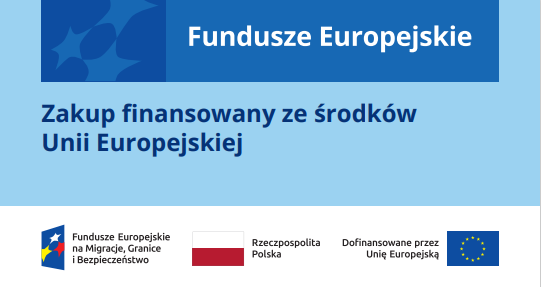 Fundusze Europejskie
Zakup finansowany ze środków
Unii Europejskiej
Fundusze Europejskie
na Migracje, Granice
i Bezpieczeństwo
Rzeczpospolita
Polska
Dofinansowane przez
Unię Europejską